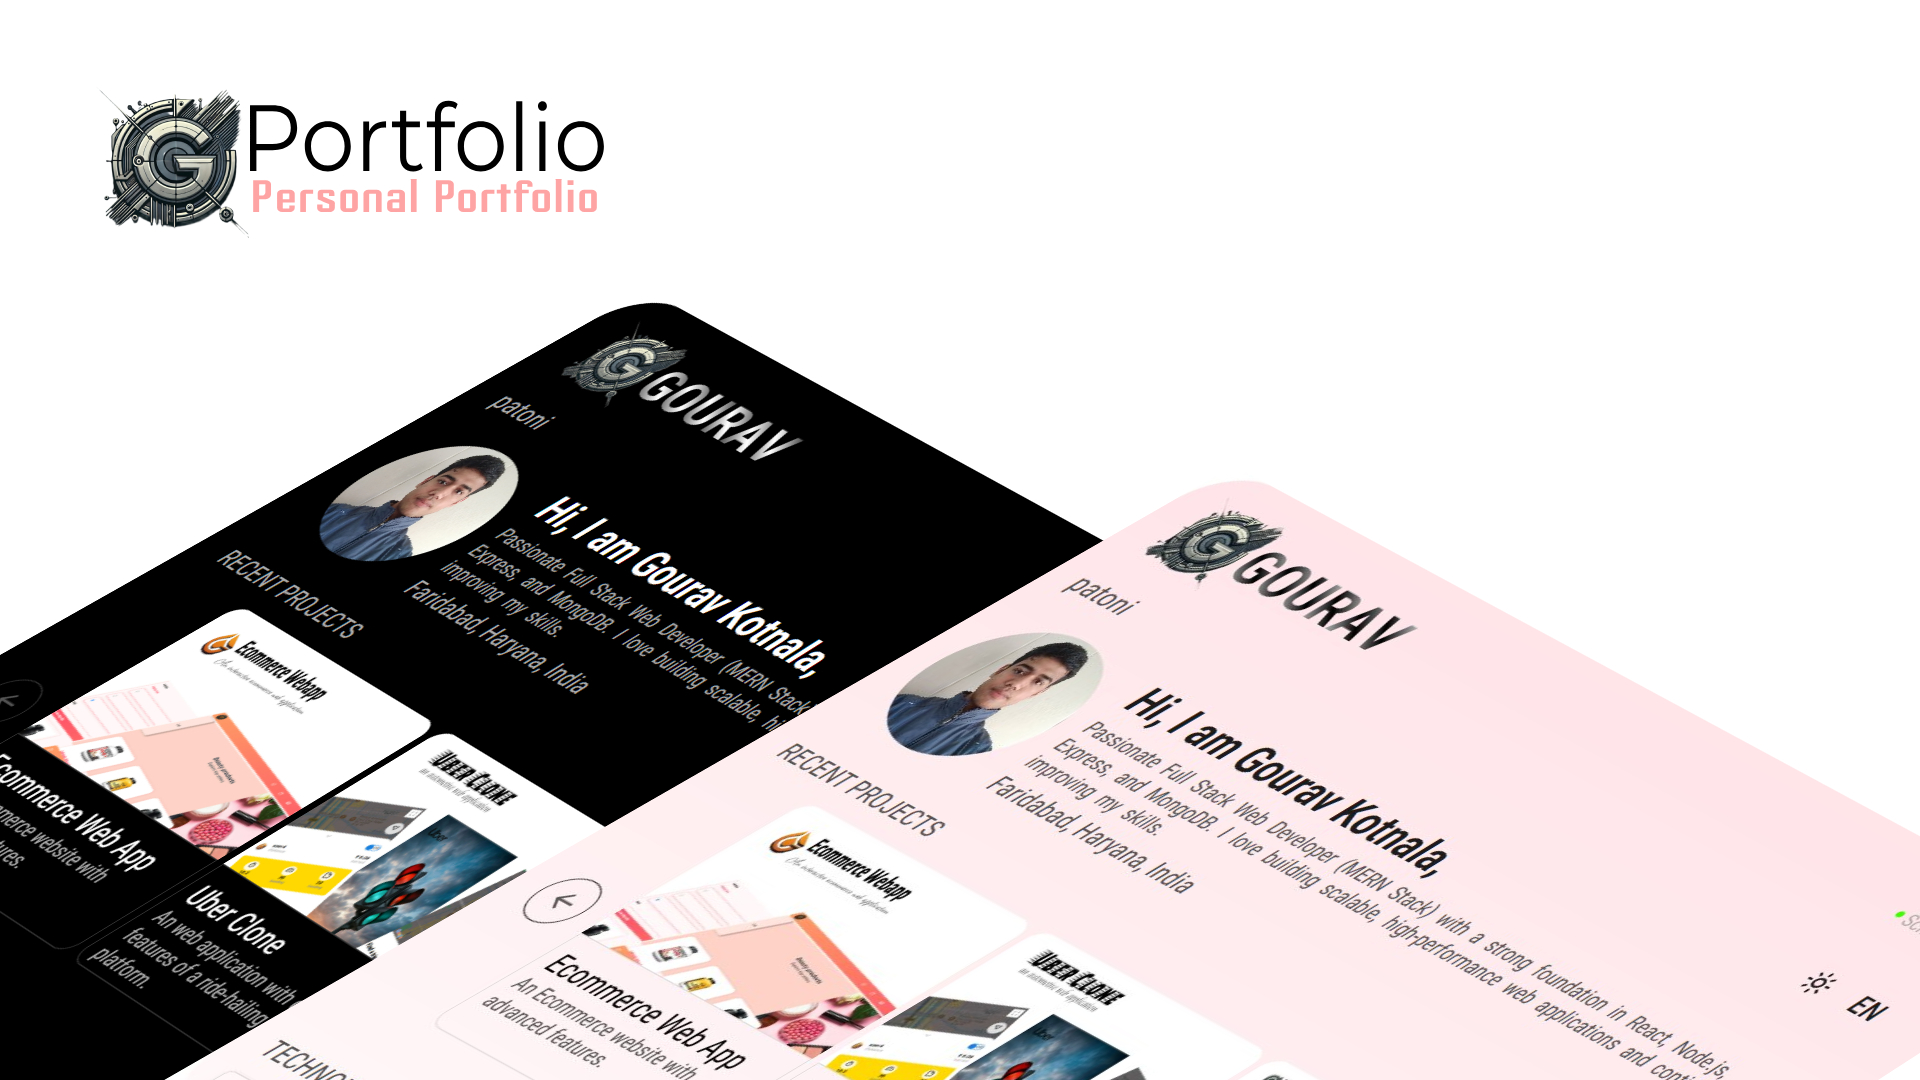 Portfolio
Personal Portfolio
GOURAV
patoni
Hi, I am Gourav Kotnala,
Passionate Full Stack Web Developer (MERN Stack
Express, and MongoDB. I love building scalable, hi
improving my skills.
Faridabad, Haryana, India
RECENT PROJECTS
Ecommerce Webapp
Ecommerce Web App
merce website with
Uber Clone
An web application with
features of a ride-hailing
platform.
TECHNO
GOURAV
patoni
Hi, I am Gourav Kotnala,
Passionate Full Stack Web Developer (MERN Stack) with a strong foundation in React, Node.js,
Express, and MongoDB. I love building scalable, high-performance web applications and conti
improving my skills.
Faridabad, Haryana, India
RECENT PROJECTS
Ecommerce Webapp
Ecommerce Web App
An Ecommerce website with
advanced features.
Uber Clone
EN